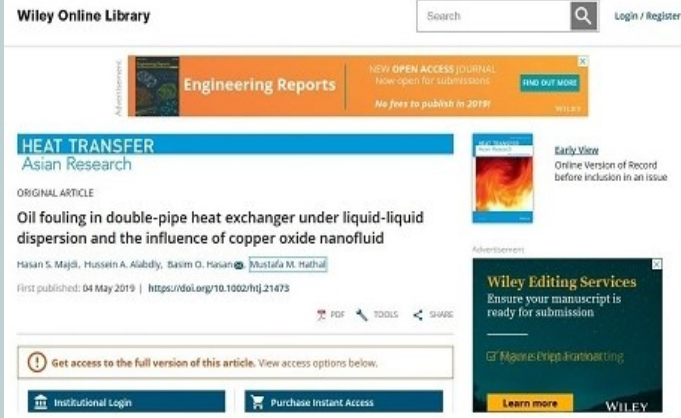 Wiley Online Library
Search
Login / Register
Advertisement
Engineering Reports
NEW OPEN ACCESS JOURNAL
Now open for submissions
No fees to publish in 2019!
FIND OUT MORE
WILEY
HEAT TRANSFER
Asian Research
ORIGINAL ARTICLE
Oil fouling in double-pipe heat exchanger under liquid-liquid
dispersion and the influence of copper oxide nanofluid
Hasan S. Majdi, Hussein A. Alabdly, Basim O. Hasan, Mustafa M. Hathal
First published: 04 May 2019 | https://doi.org/10.1002/htj.21473
PDF TOOLS SHARE
Get access to the full version of this article. View access options below.
Institutional Login
Purchase Instant Access
HEAT TRANSFER
Early View
Online Version of Record
before inclusion in an issue
Advertisement
Wiley Editing Services
Ensure your manuscript is
ready for submission
Learn more
WILEY